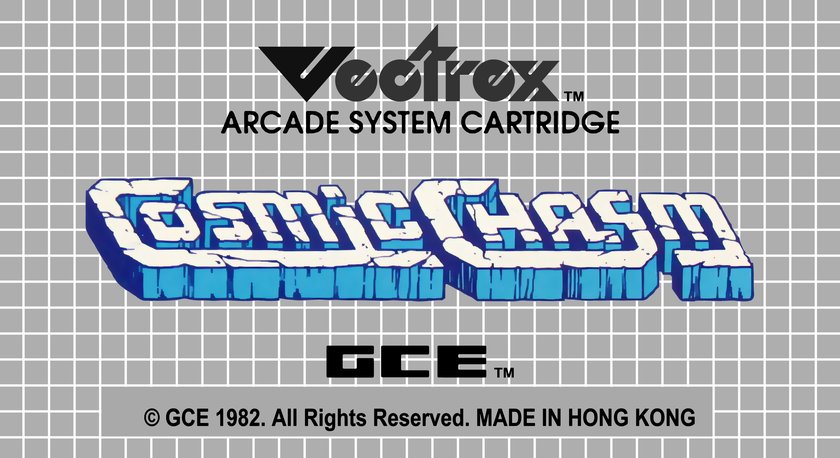 Vectrex™
ARCADE SYSTEM CARTRIDGE
COSMIC CHASM
GCE™
© GCE 1982. All Rights Reserved. MADE IN HONG KONG